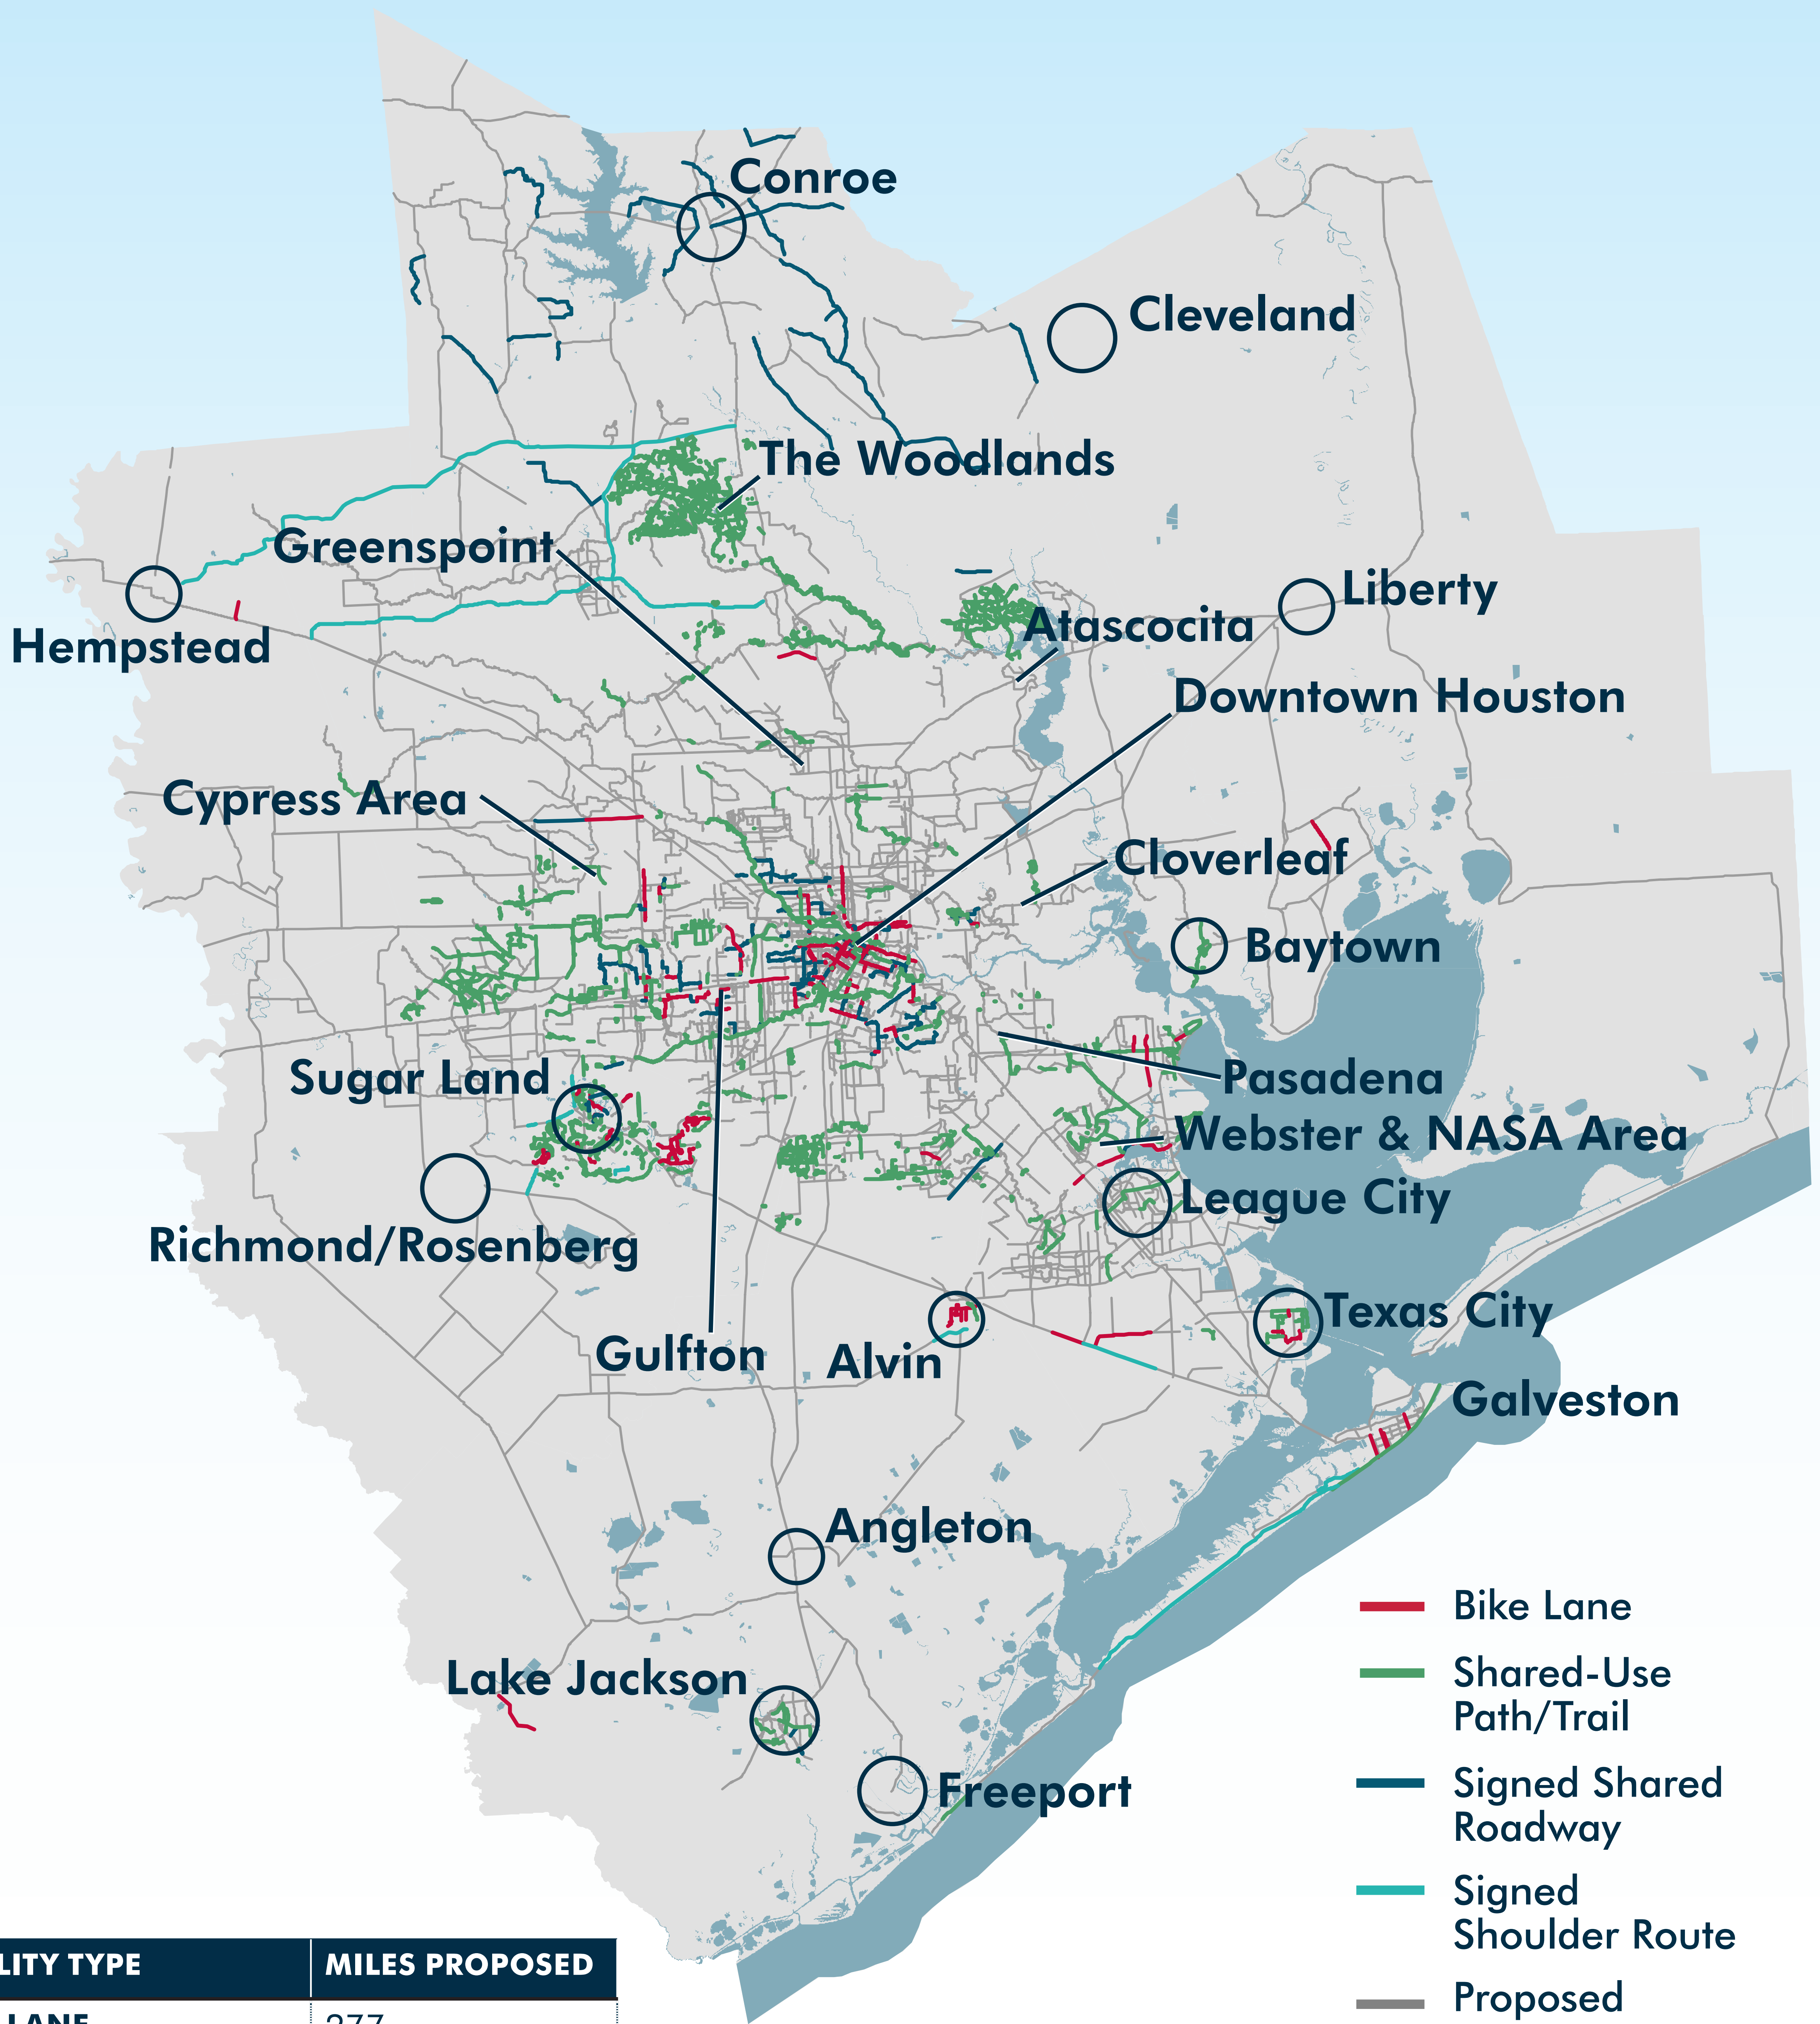 Conroe
Cleveland
The Woodlands
Greenspoint
Liberty
Atascocita
Hempstead
Downtown Houston
Cypress Area
Cloverleaf
Baytown
Sugar Land
Pasadena
Webster & NASA Area
League City
Richmond/Rosenberg
Texas City
Gulfton
Alvin
Galveston
Angleton
Lake Jackson
Freeport
Bike Lane
Shared-Use
Path/Trail
Signed Shared
Roadway
Signed
Shoulder Route
Proposed
LITY TYPE MILES PROPOSED
LANE 277